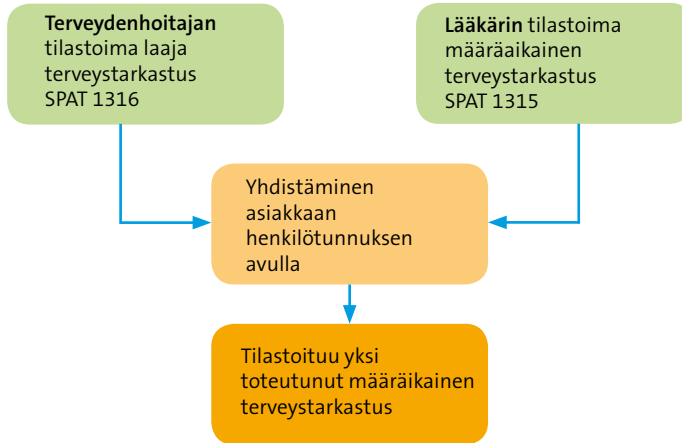 Terveydenhoitajan
tilastoima laaja
terveystarkastus
SPAT 1316
Lääkärin tilastoima
määräaikainen
terveystarkastus
SPAT 1315
Yhdistäminen
asiakkaan
henkilötunnuksen
avulla
Tilastoituu yksi
toteutunut määräikainen
terveystarkastus